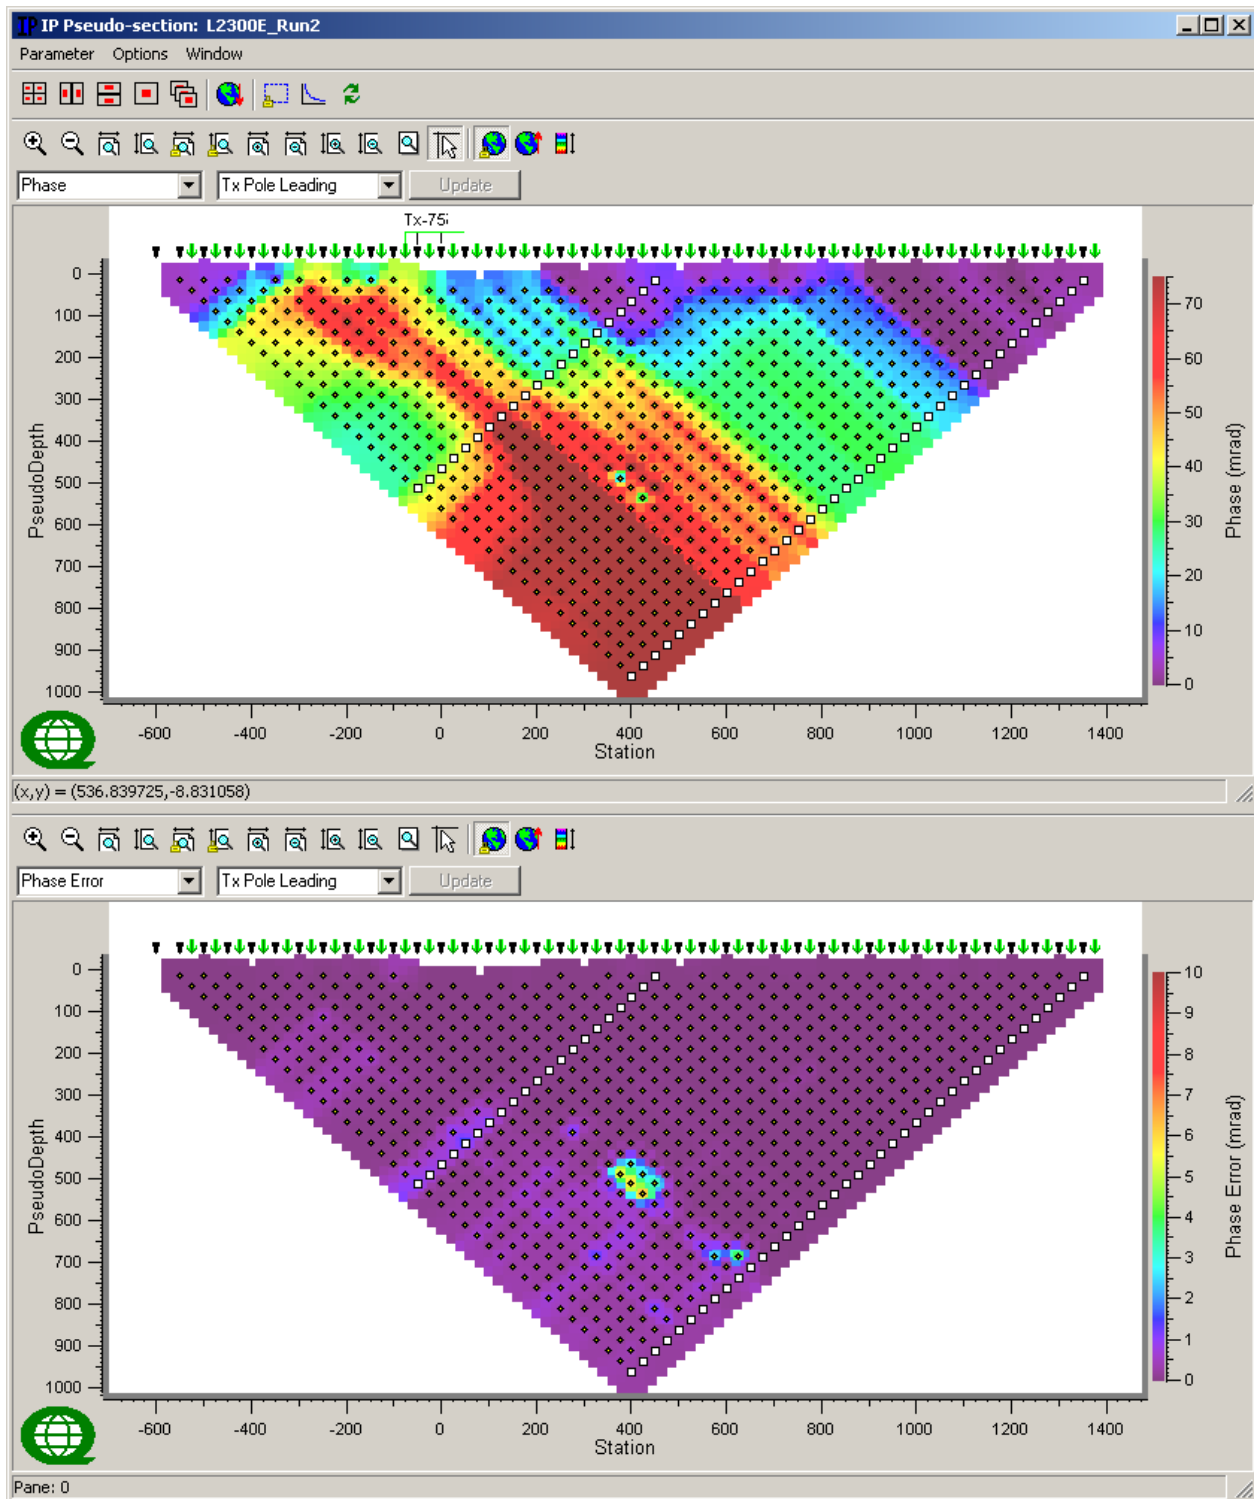 IP IP Pseudo-section: L2300E_Run2
Parameter Options Window
Phase Tx Pole Leading Update
Tx-75
0
100
200
300
400
500
600
700
800
900
1000
PseudoDepth
-600 -400 -200 0 200 400 600 800 1000 1200 1400
Station
70
60
50
40
30
20
10
0
Phase (mrad)
(x,y) = (536.839725,-8.831058)
Phase Error Tx Pole Leading Update
0
100
200
300
400
500
600
700
800
900
1000
PseudoDepth
-600 -400 -200 0 200 400 600 800 1000 1200 1400
Station
10
9
8
7
6
5
4
3
2
1
0
Phase Error (mrad)
Pane: 0